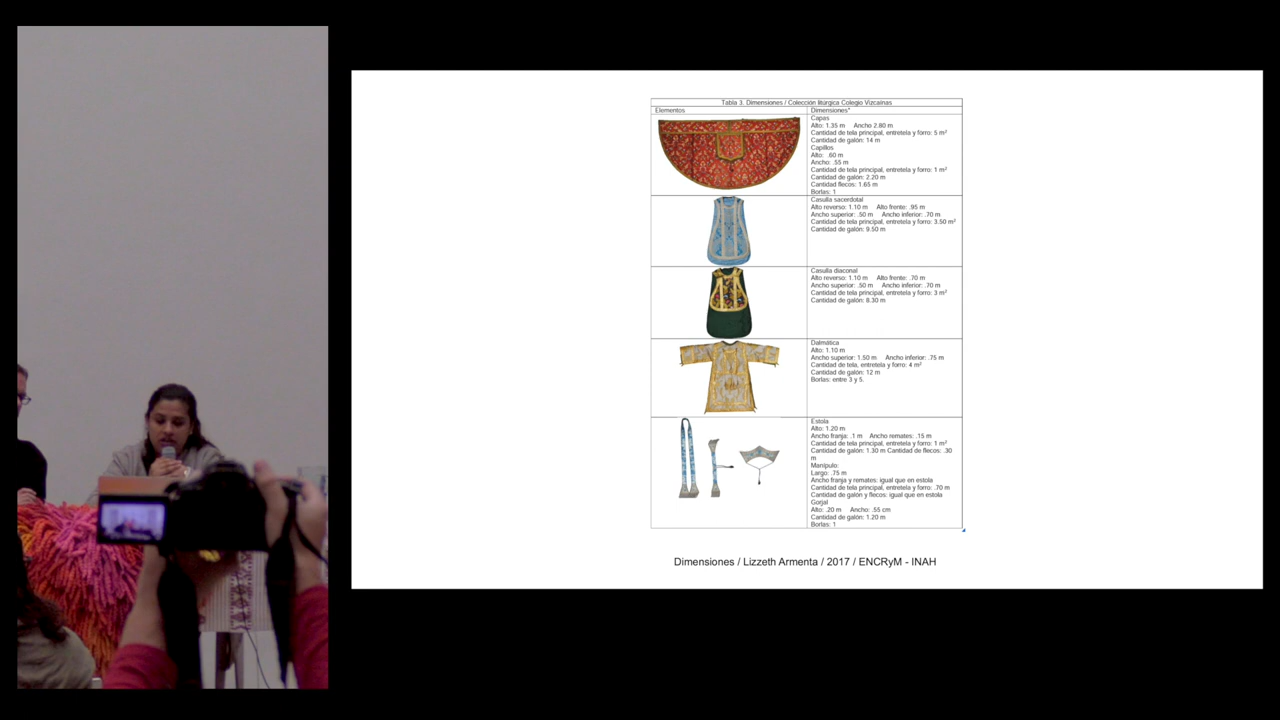 Tabla 3. Dimensiones / Colección litúrgica Colegio Vizcaínas
Elementos
Dimensiones*
Capas
Alto: 1.35 m Ancho 2.80 m
Cantidad de tela principal, entretela y forro: 5 m²
Cantidad de galón: 14 m
Capillos
Alto: .60 m
Ancho: .55 m
Cantidad de tela principal, entretela y forro: 1 m²
Cantidad de galón: 2.20 m
Cantidad flecos: 1.65 m
Borlas: 1
Casulla sacerdotal
Alto reverso: 1.10 m Alto frente: .95 m
Ancho superior: .50 m Ancho inferior: .70 m
Cantidad de tela principal, entretela y forro: 3.50 m²
Cantidad de galón: 9.50 m
Casulla diaconal
Alto reverso: 1.10 m Alto frente: .70 m
Ancho superior: .50 m Ancho inferior: .70 m
Cantidad de tela principal, entretela y forro: 3 m²
Cantidad de galón: 8.30 m
Dalmática
Alto: 1.10 m
Ancho superior: 1.50 m Ancho inferior: .75 m
Cantidad de tela, entretela y forro: 4 m²
Cantidad de galón: 12 m
Borlas: entre 3 y 5.
Estola
Alto: 1.20 m
Ancho franja: .1 m Ancho remates: .15 m
Cantidad de tela principal, entretela y forro: 1 m²
Cantidad de galón: 1.30 m Cantidad de flecos: .30
m
Manípulo:
Largo: .75 m
Ancho franja y remates: igual que en estola
Cantidad de tela principal, entretela y forro: .70 m
Cantidad de galón y flecos: igual que en estola
Gorjal
Alto: .20 m Ancho: .55 cm
Cantidad de galón: 1.20 m
Borlas: 1
Dimensiones / Lizzeth Armenta / 2017 / ENCRyM - INAH